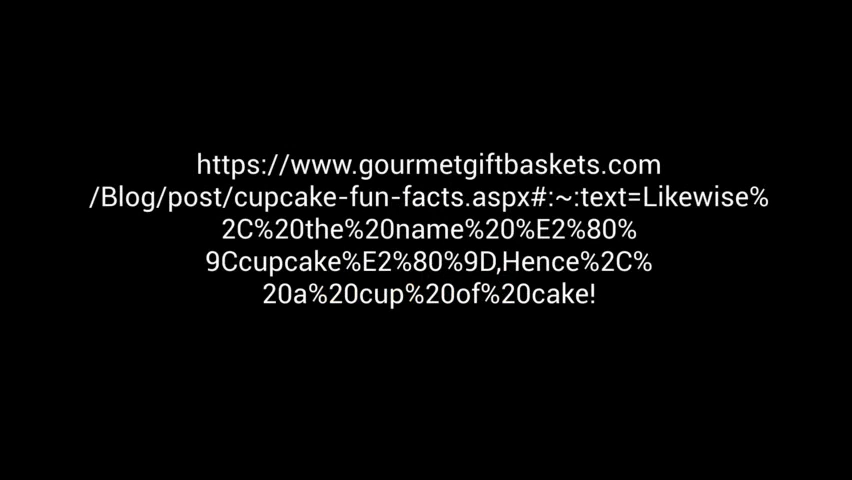 https://www.gourmetgiftbaskets.com
/Blog/post/cupcake-fun-facts.aspx#:~:text=Likewise%
2C%20the%20name%20%E2%80%
9Ccupcake%E2%80%9D,Hence%2C%
20a%20cup%20of%20cake!